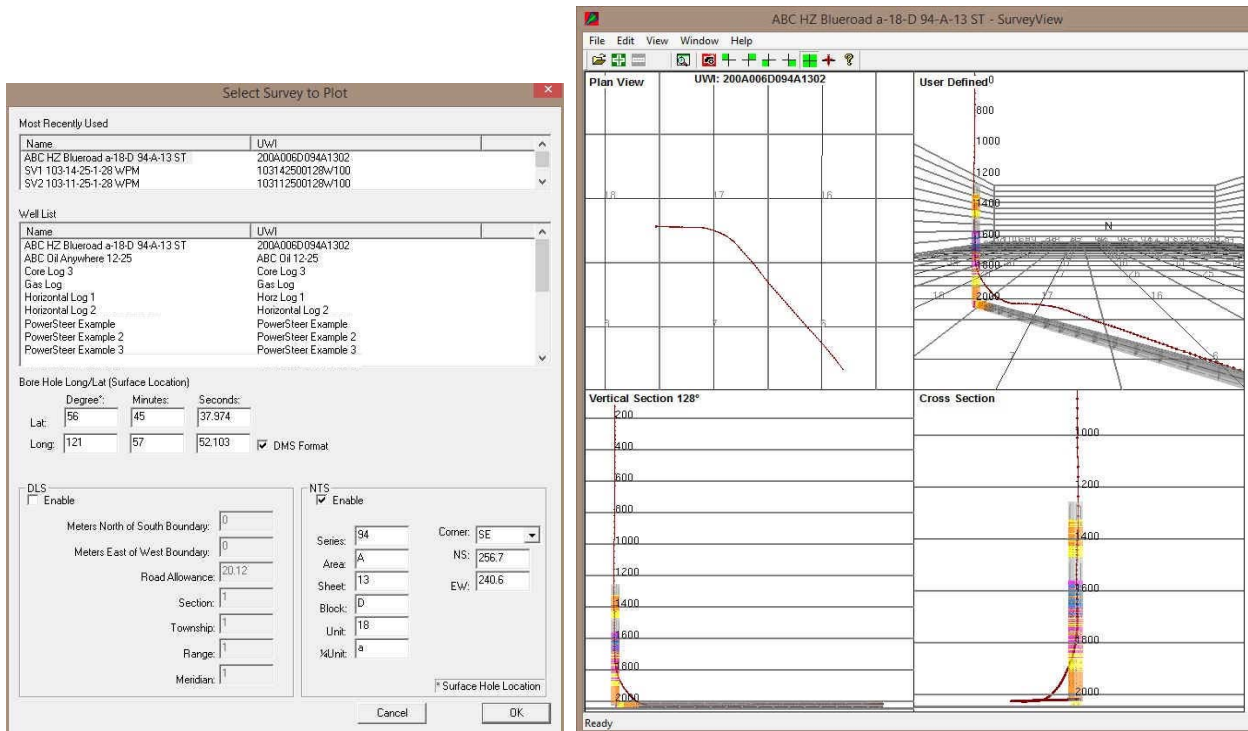 Select Survey to Plot
Most Recently Used
Name UWI
ABC HZ Blueroad a-18-D 94-A-13 ST 200A006D094A1302
SV1 103-14-25-1-28 WPM 103142500128W100
SV2 103-11-25-1-28 WPM 103112500128W100
Well List
Name UWI
ABC HZ Blueroad a-18-D 94-A-13 ST 200A006D094A1302
ABC Oil Anywhere 12-25 ABC Oil 12-25
Core Log 3 Core Log 3
Gas Log Gas Log
Horizontal Log 1 Horz Log 1
Horizontal Log 2 Horizontal Log 2
PowerSteer Example PowerSteer Example
PowerSteer Example 2 PowerSteer Example 2
PowerSteer Example 3 PowerSteer Example 3
Bore Hole Long/Lat (Surface Location)
Degree*: Minutes: Seconds:
Lat: 56 45 37.974
Long: 121 57 52.103 DMS Format
DLS
Enable
Meters North of South Boundary: 0
Meters East of West Boundary: 0
Road Allowance: 20.12
Section: 1
Township: 1
Range: 1
Meridian: 1
NTS
Enable
Series: 94
Area: A
Sheet: 13
Block: D
Unit: 18
¼Unit: a
Corner: SE
NS: 256.7
EW: 240.6
* Surface Hole Location
Cancel OK
ABC HZ Blueroad a-18-D 94-A-13 ST - SurveyView
File Edit View Window Help
Plan View UWI: 200A006D094A1302
18 17 16
8 7 6
User Defined
0
800
1000
1200
1400
1600
1800
2000
N
18 17 16
7 6
Vertical Section 128°
200
400
600
800
1000
1200
1400
1600
1800
2000
Cross Section
1000
1200
1400
1600
1800
2000
Ready